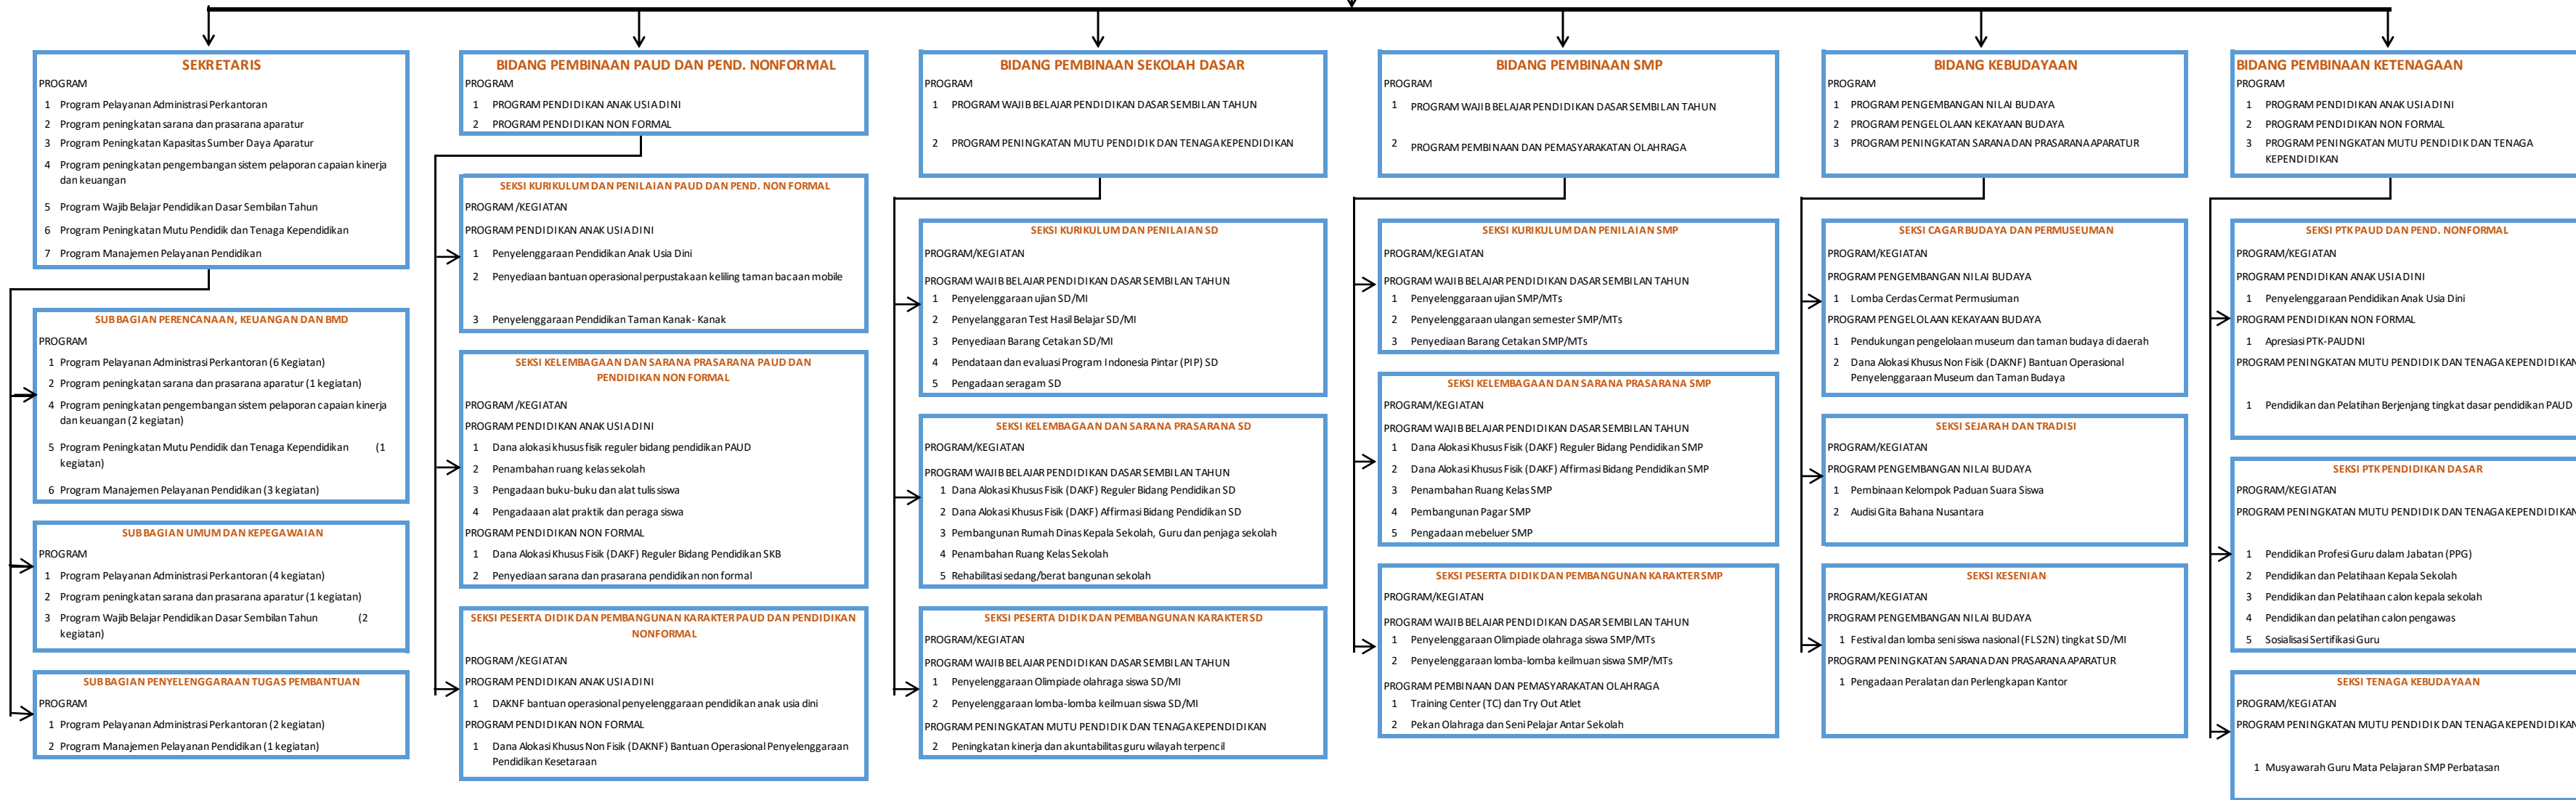 SEKRETARIS
PROGRAM
1 Program Pelayanan Administrasi Perkantoran
2 Program peningkatan sarana dan prasarana aparatur
3 Program Peningkatan Kapasitas Sumber Daya Aparatur
4 Program peningkatan pengembangan sistem pelaporan capaian kinerja
dan keuangan
5 Program Wajib Belajar Pendidikan Dasar Sembilan Tahun
6 Program Peningkatan Mutu Pendidik dan Tenaga Kependidikan
7 Program Manajemen Pelayanan Pendidikan
SUB BAGIAN PERENCANAAN, KEUANGAN DAN BMD
PROGRAM
1 Program Pelayanan Administrasi Perkantoran (6 Kegiatan)
2 Program peningkatan sarana dan prasarana aparatur (1 kegiatan)
4 Program peningkatan pengembangan sistem pelaporan capaian kinerja
dan keuangan (2 kegiatan)
5 Program Peningkatan Mutu Pendidik dan Tenaga Kependidikan (1
kegiatan)
6 Program Manajemen Pelayanan Pendidikan (3 kegiatan)
SUB BAGIAN UMUM DAN KEPEGAWAIAN
PROGRAM
1 Program Pelayanan Administrasi Perkantoran (4 kegiatan)
2 Program peningkatan sarana dan prasarana aparatur (1 kegiatan)
3 Program Wajib Belajar Pendidikan Dasar Sembilan Tahun (2
kegiatan)
SUB BAGIAN PENYELENGGARAAN TUGAS PEMBANTUAN
PROGRAM
1 Program Pelayanan Administrasi Perkantoran (2 kegiatan)
2 Program Manajemen Pelayanan Pendidikan (1 kegiatan)
BIDANG PEMBINAAN PAUD DAN PEND. NONFORMAL
PROGRAM
1 PROGRAM PENDIDIKAN ANAK USIA DINI
2 PROGRAM PENDIDIKAN NON FORMAL
SEKSI KURIKULUM DAN PENILAIAN PAUD DAN PEND. NON FORMAL
PROGRAM /KEGIATAN
PROGRAM PENDIDIKAN ANAK USIA DINI
1 Penyelenggaraan Pendidikan Anak Usia Dini
2 Penyediaan bantuan operasional perpustakaan keliling taman bacaan mobile
3 Penyelenggaraan Pendidikan Taman Kanak- Kanak
SEKSI KELEMBAGAAN DAN SARANA PRASARANA PAUD DAN
PENDIDIKAN NON FORMAL
PROGRAM /KEGIATAN
PROGRAM PENDIDIKAN ANAK USIA DINI
1 Dana alokasi khusus fisik reguler bidang pendidikan PAUD
2 Penambahan ruang kelas sekolah
3 Pengadaan buku-buku dan alat tulis siswa
4 Pengadaaan alat praktik dan peraga siswa
PROGRAM PENDIDIKAN NON FORMAL
1 Dana Alokasi Khusus Fisik (DAKF) Reguler Bidang Pendidikan SKB
2 Penyediaan sarana dan prasarana pendidikan non formal
SEKSI PESERTA DIDIK DAN PEMBANGUNAN KARAKTER PAUD DAN PENDIDIKAN
NONFORMAL
PROGRAM /KEGIATAN
PROGRAM PENDIDIKAN ANAK USIA DINI
1 DAKNF bantuan operasional penyelenggaraan pendidikan anak usia dini
PROGRAM PENDIDIKAN NON FORMAL
1 Dana Alokasi Khusus Non Fisik (DAKNF) Bantuan Operasional Penyelenggaraan
Pendidikan Kesetaraan
BIDANG PEMBINAAN SEKOLAH DASAR
PROGRAM
1 PROGRAM WAJIB BELAJAR PENDIDIKAN DASAR SEMBILAN TAHUN
2 PROGRAM PENINGKATAN MUTU PENDIDIK DAN TENAGA KEPENDIDIKAN
SEKSI KURIKULUM DAN PENILAIAN SD
PROGRAM/KEGIATAN
PROGRAM WAJIB BELAJAR PENDIDIKAN DASAR SEMBILAN TAHUN
1 Penyelenggaraan ujian SD/MI
2 Penyelanggaran Test Hasil Belajar SD/MI
3 Penyediaan Barang Cetakan SD/MI
4 Pendataan dan evaluasi Program Indonesia Pintar (PIP) SD
5 Pengadaan seragam SD
SEKSI KELEMBAGAAN DAN SARANA PRASARANA SD
PROGRAM/KEGIATAN
PROGRAM WAJIB BELAJAR PENDIDIKAN DASAR SEMBILAN TAHUN
1 Dana Alokasi Khusus Fisik (DAKF) Reguler Bidang Pendidikan SD
2 Dana Alokasi Khusus Fisik (DAKF) Affirmasi Bidang Pendidikan SD
3 Pembangunan Rumah Dinas Kepala Sekolah, Guru dan penjaga sekolah
4 Penambahan Ruang Kelas Sekolah
5 Rehabilitasi sedang/berat bangunan sekolah
SEKSI PESERTA DIDIK DAN PEMBANGUNAN KARAKTER SD
PROGRAM/KEGIATAN
PROGRAM WAJIB BELAJAR PENDIDIKAN DASAR SEMBILAN TAHUN
1 Penyelenggaraan Olimpiade olahraga siswa SD/MI
2 Penyelenggaraan lomba-lomba keilmuan siswa SD/MI
PROGRAM PENINGKATAN MUTU PENDIDIK DAN TENAGA KEPENDIDIKAN
2 Peningkatan kinerja dan akuntabilitas guru wilayah terpencil
BIDANG PEMBINAAN SMP
PROGRAM
1 PROGRAM WAJIB BELAJAR PENDIDIKAN DASAR SEMBILAN TAHUN
2 PROGRAM PEMBINAAN DAN PEMASYARAKATAN OLAHRAGA
SEKSI KURIKULUM DAN PENILAIAN SMP
PROGRAM/KEGIATAN
PROGRAM WAJIB BELAJAR PENDIDIKAN DASAR SEMBILAN TAHUN
1 Penyelenggaraan ujian SMP/MTs
2 Penyelenggaraan ulangan semester SMP/MTs
3 Penyediaan Barang Cetakan SMP/MTs
SEKSI KELEMBAGAAN DAN SARANA PRASARANA SMP
PROGRAM/KEGIATAN
PROGRAM WAJIB BELAJAR PENDIDIKAN DASAR SEMBILAN TAHUN
1 Dana Alokasi Khusus Fisik (DAKF) Reguler Bidang Pendidikan SMP
2 Dana Alokasi Khusus Fisik (DAKF) Affirmasi Bidang Pendidikan SMP
3 Penambahan Ruang Kelas SMP
4 Pembangunan Pagar SMP
5 Pengadaan mebeluer SMP
SEKSI PESERTA DIDIK DAN PEMBANGUNAN KARAKTER SMP
PROGRAM/KEGIATAN
PROGRAM WAJIB BELAJAR PENDIDIKAN DASAR SEMBILAN TAHUN
1 Penyelenggaraan Olimpiade olahraga siswa SMP/MTs
2 Penyelenggaraan lomba-lomba keilmuan siswa SMP/MTs
PROGRAM PEMBINAAN DAN PEMASYARAKATAN OLAHRAGA
1 Training Center (TC) dan Try Out Atlet
2 Pekan Olahraga dan Seni Pelajar Antar Sekolah
BIDANG KEBUDAYAAN
PROGRAM
1 PROGRAM PENGEMBANGAN NILAI BUDAYA
2 PROGRAM PENGELOLAAN KEKAYAAN BUDAYA
3 PROGRAM PENINGKATAN SARANA DAN PRASARANA APARATUR
SEKSI CAGAR BUDAYA DAN PERMUSEUMAN
PROGRAM/KEGIATAN
PROGRAM PENGEMBANGAN NILAI BUDAYA
1 Lomba Cerdas Cermat Permusiuman
PROGRAM PENGELOLAAN KEKAYAAN BUDAYA
1 Pendukungan pengelolaan museum dan taman budaya di daerah
2 Dana Alokasi Khusus Non Fisik (DAKNF) Bantuan Operasional
Penyelenggaraan Museum dan Taman Budaya
SEKSI SEJARAH DAN TRADISI
PROGRAM/KEGIATAN
PROGRAM PENGEMBANGAN NILAI BUDAYA
1 Pembinaan Kelompok Paduan Suara Siswa
2 Audisi Gita Bahana Nusantara
SEKSI KESENIAN
PROGRAM/KEGIATAN
PROGRAM PENGEMBANGAN NILAI BUDAYA
1 Festival dan lomba seni siswa nasional (FLS2N) tingkat SD/MI
PROGRAM PENINGKATAN SARANA DAN PRASARANA APARATUR
1 Pengadaan Peralatan dan Perlengkapan Kantor
BIDANG PEMBINAAN KETENAGAAN
PROGRAM
1 PROGRAM PENDIDIKAN ANAK USIA DINI
2 PROGRAM PENDIDIKAN NON FORMAL
3 PROGRAM PENINGKATAN MUTU PENDIDIK DAN TENAGA
KEPENDIDIKAN
SEKSI PTK PAUD DAN PEND. NONFORMAL
PROGRAM/KEGIATAN
PROGRAM PENDIDIKAN ANAK USIA DINI
1 Penyelenggaraan Pendidikan Anak Usia Dini
PROGRAM PENDIDIKAN NON FORMAL
1 Apresiasi PTK-PAUDNI
PROGRAM PENINGKATAN MUTU PENDIDIK DAN TENAGA KEPENDIDIKAN
1 Pendidikan dan Pelatihan Berjenjang tingkat dasar pendidikan PAUD
SEKSI PTK PENDIDIKAN DASAR
PROGRAM/KEGIATAN
PROGRAM PENINGKATAN MUTU PENDIDIK DAN TENAGA KEPENDIDIKAN
1 Pendidikan Profesi Guru dalam Jabatan (PPG)
2 Pendidikan dan Pelatihaan Kepala Sekolah
3 Pendidikan dan Pelatihaan calon kepala sekolah
4 Pendidikan dan pelatihan calon pengawas
5 Sosialisasi Sertifikasi Guru
SEKSI TENAGA KEBUDAYAAN
PROGRAM/KEGIATAN
PROGRAM PENINGKATAN MUTU PENDIDIK DAN TENAGA KEPENDIDIKAN
1 Musyawarah Guru Mata Pelajaran SMP Perbatasan